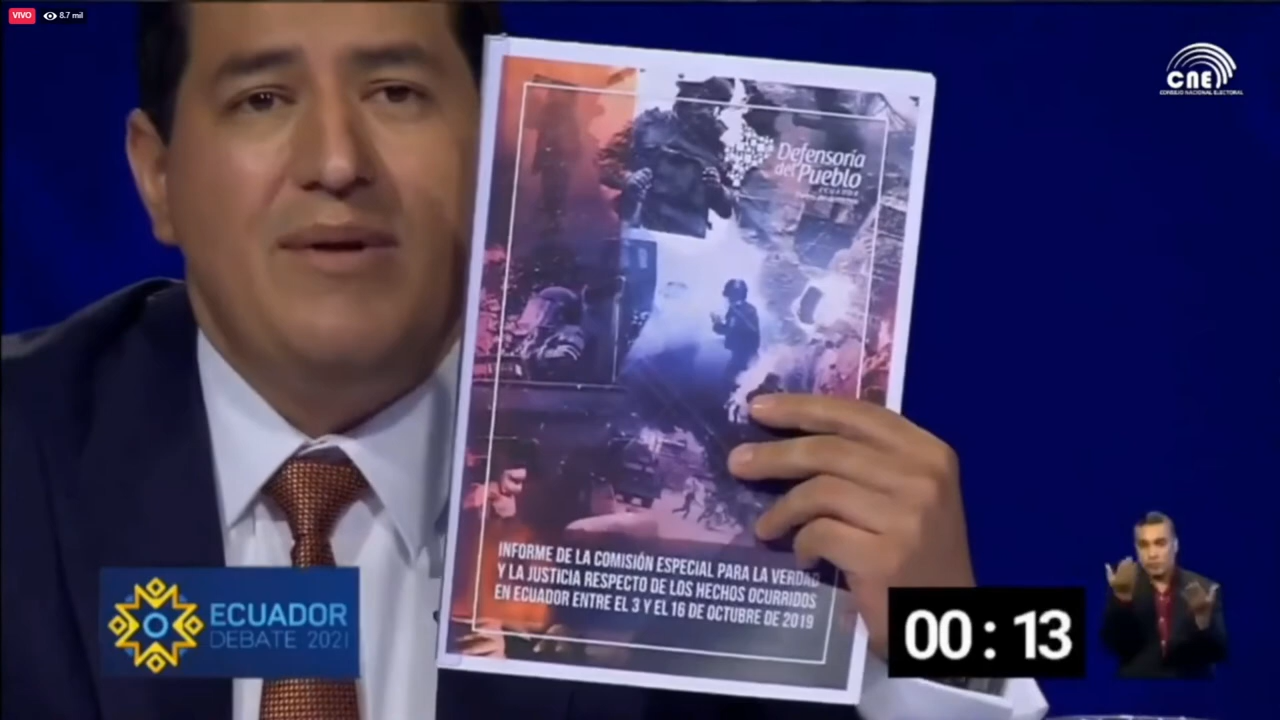 VIVO 8.7 mil
CNE
CONSEJO NACIONAL ELECTORAL
Defensoría
del Pueblo
ECUADOR
INFORME DE LA COMISIÓN ESPECIAL PARA LA VERDAD
Y LA JUSTICIA RESPECTO DE LOS HECHOS OCURRIDOS
EN ECUADOR ENTRE EL 3 Y EL 16 DE OCTUBRE DE 2019
ECUADOR
DEBATE 2021
00:13